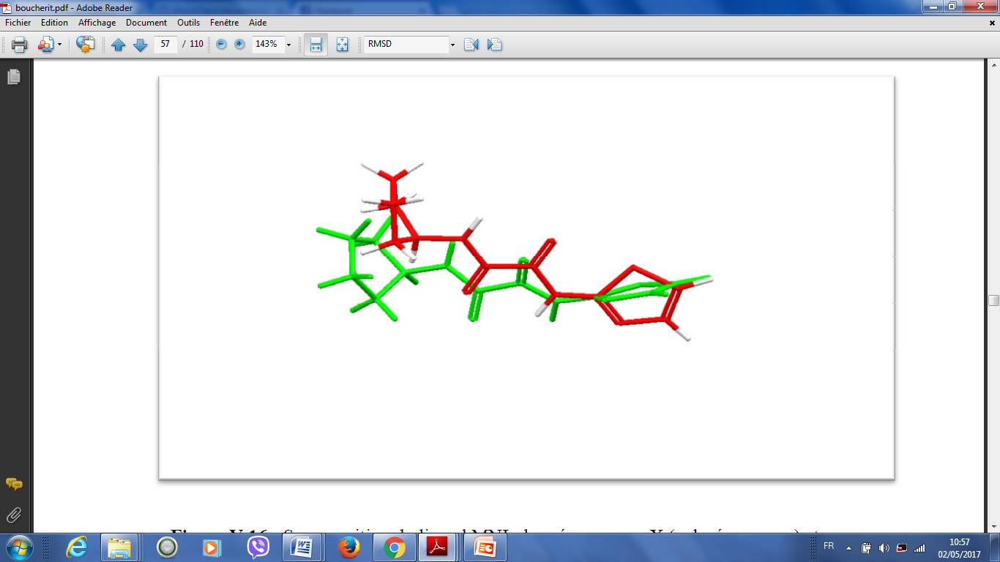 boucherit.pdf - Adobe Reader
Fichier Edition Affichage Document Outils Fenêtre Aide
57 / 110 143% RMSD
FR 10:57
02/05/2017